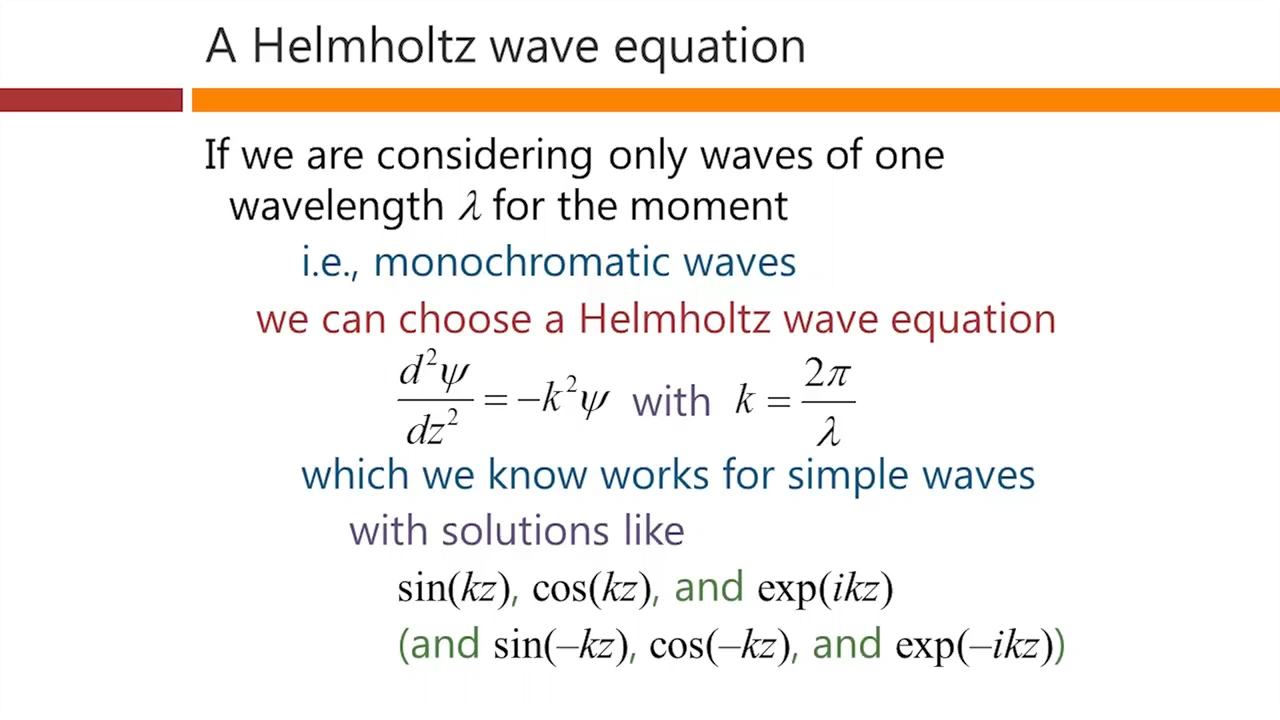 A Helmholtz wave equation
If we are considering only waves of one
wavelength λ for the moment
i.e., monochromatic waves
we can choose a Helmholtz wave equation
d²ψ/dz² = −k²ψ with k = 2π/λ
which we know works for simple waves
with solutions like
sin(kz), cos(kz), and exp(ikz)
(and sin(–kz), cos(–kz), and exp(–ikz))